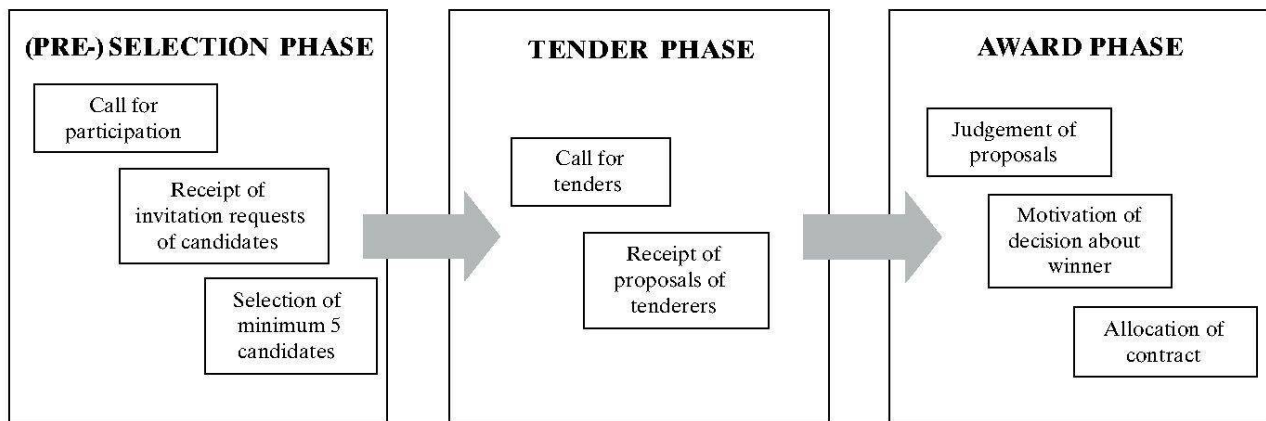 (PRE-) SELECTION PHASE
Call for
participation
Receipt of
invitation requests
of candidates
Selection of
minimum 5
candidates
TENDER PHASE
Call for
tenders
Receipt of
proposals of
tenderers
AWARD PHASE
Judgement of
proposals
Motivation of
decision about
winner
Allocation of
contract